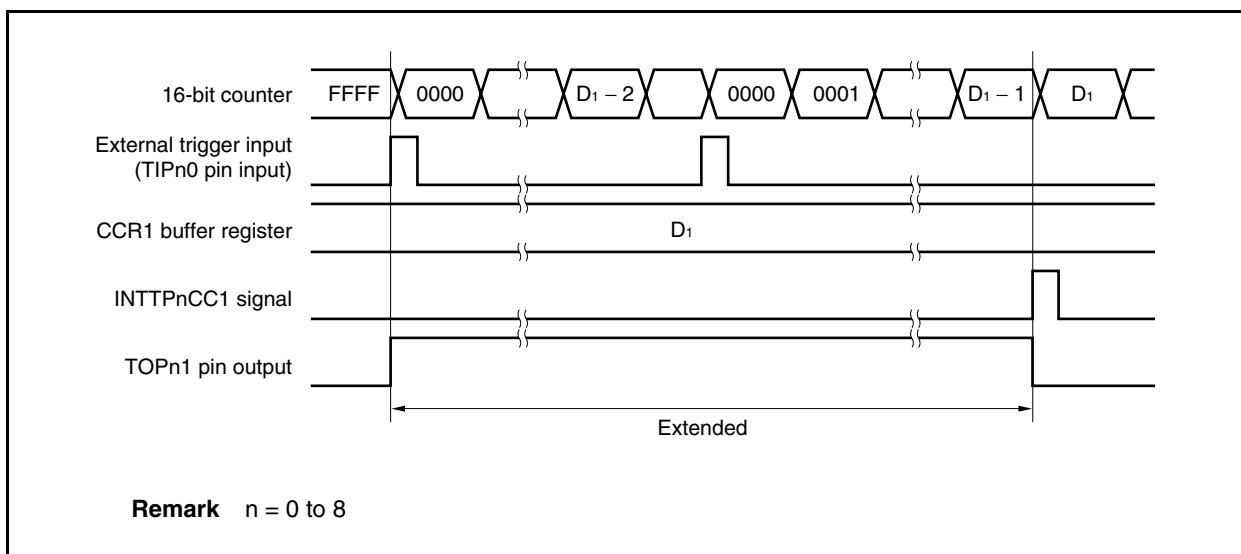 16-bit counter FFFF 0000 D₁ − 2 0000 0001 D₁ − 1 D₁
External trigger input
(TIPn0 pin input)
CCR1 buffer register D₁
INTTPnCC1 signal
TOPn1 pin output
Extended
Remark n = 0 to 8